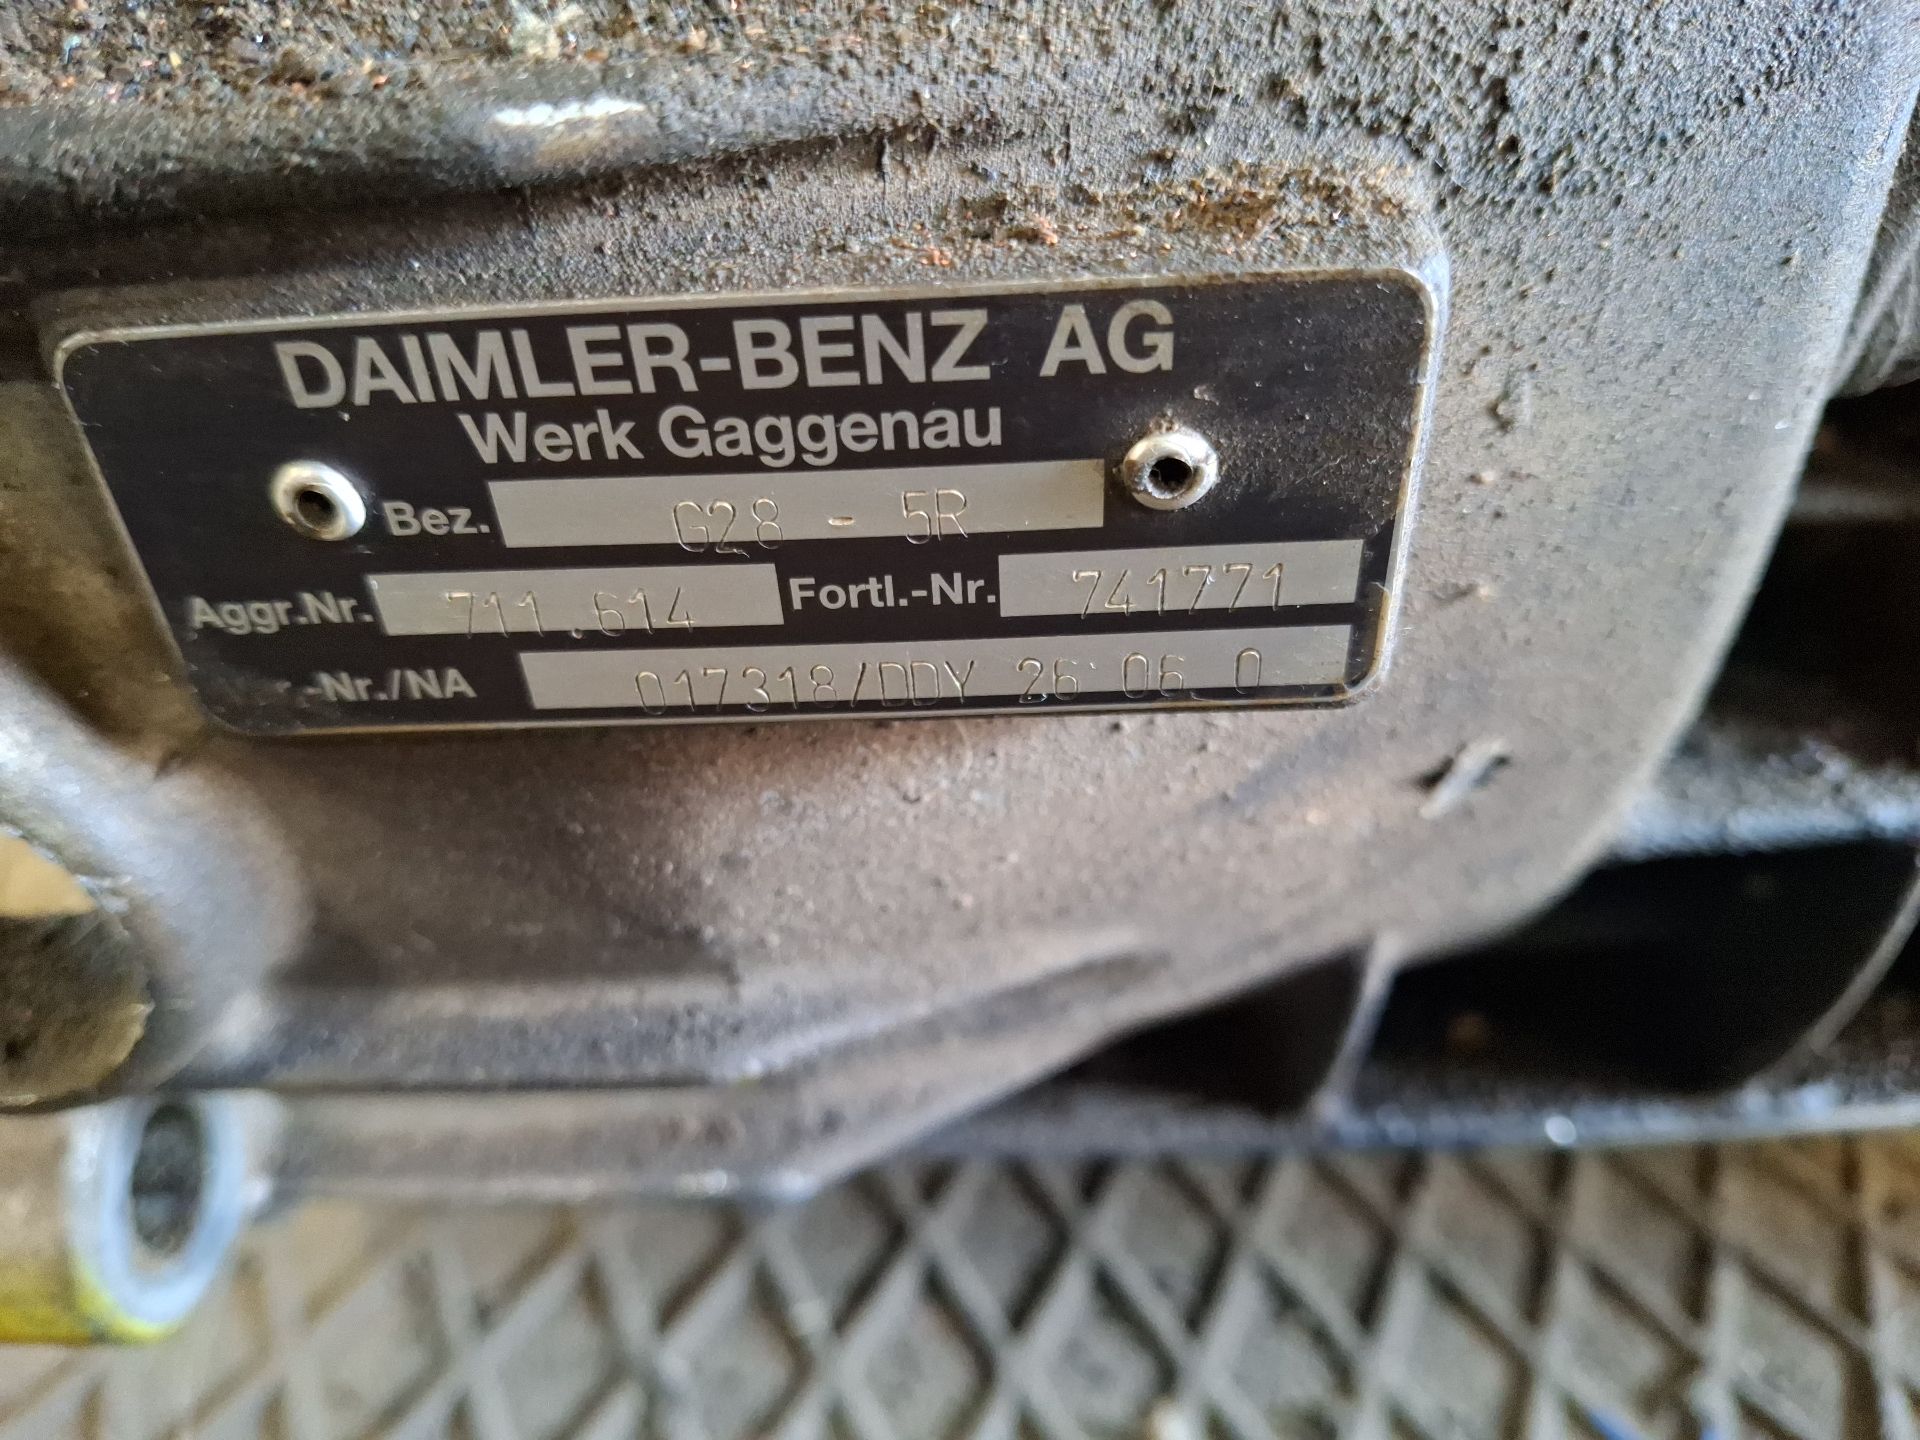 DAIMLER-BENZ AG
Werk Gaggenau
Bez. G28 - 5R
Aggr.Nr. 711.614 Fortl.-Nr. 741771
-Nr./NA 017318/DDY 26 06 0